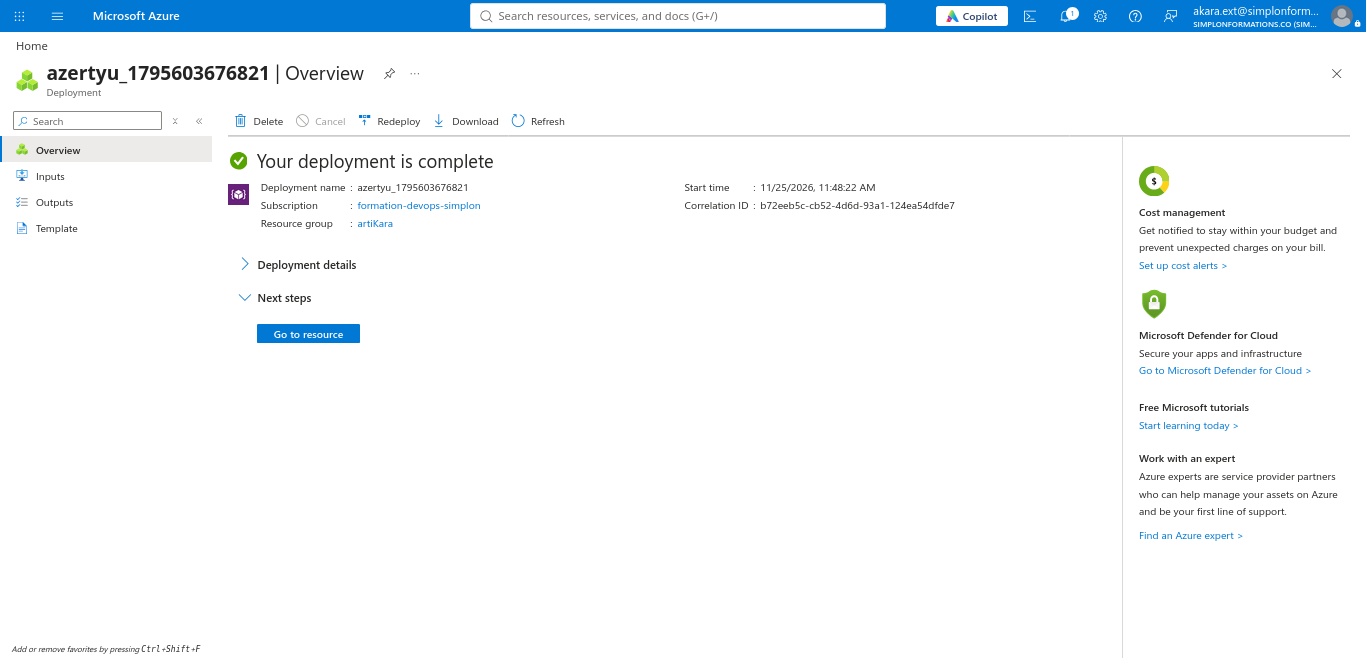 Microsoft Azure
Search resources, services, and docs (G+/)
Copilot
1
akara.ext@simplonform...
SIMPLONFORMATIONS.CO (SIM...
Home
azertyu_1795603676821 | Overview
...
Deployment
Search
Overview
Inputs
Outputs
Template
Delete
Cancel
Redeploy
Download
Refresh
Your deployment is complete
Deployment name : azertyu_1795603676821
Subscription : formation-devops-simplon
Resource group : artiKara
Start time : 11/25/2026, 11:48:22 AM
Correlation ID : b72eeb5c-cb52-4d6d-93a1-124ea54dfde7
Deployment details
Next steps
Go to resource
$
Cost management
Get notified to stay within your budget and
prevent unexpected charges on your bill.
Set up cost alerts >
Microsoft Defender for Cloud
Secure your apps and infrastructure
Go to Microsoft Defender for Cloud >
Free Microsoft tutorials
Start learning today >
Work with an expert
Azure experts are service provider partners
who can help manage your assets on Azure
and be your first line of support.
Find an Azure expert >
Add or remove favorites by pressing Ctrl+Shift+F